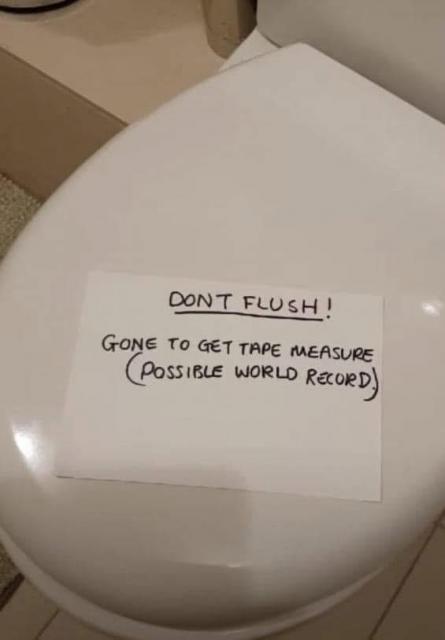 DONT FLUSH!
GONE TO GET TAPE MEASURE
(POSSIBLE WORLD RECORD)